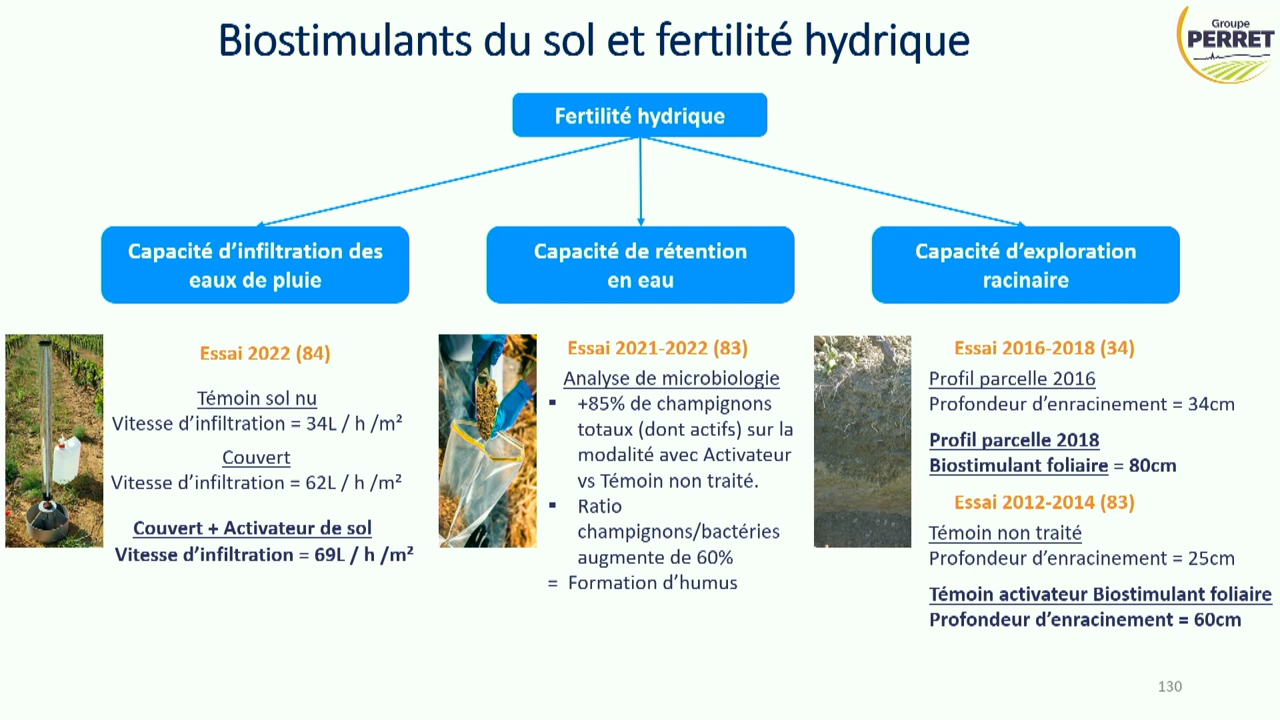 Biostimulants du sol et fertilité hydrique
Groupe
PERRET
Fertilité hydrique
Capacité d'infiltration des
eaux de pluie
Capacité de rétention
en eau
Capacité d'exploration
racinaire
Essai 2022 (84)
Témoin sol nu
Vitesse d'infiltration = 34L / h /m²
Couvert
Vitesse d'infiltration = 62L / h /m²
Couvert + Activateur de sol
Vitesse d'infiltration = 69L / h /m²
Essai 2021-2022 (83)
Analyse de microbiologie
▪ +85% de champignons
totaux (dont actifs) sur la
modalité avec Activateur
vs Témoin non traité.
▪ Ratio
champignons/bactéries
augmente de 60%
= Formation d'humus
Essai 2016-2018 (34)
Profil parcelle 2016
Profondeur d'enracinement = 34cm
Profil parcelle 2018
Biostimulant foliaire = 80cm
Essai 2012-2014 (83)
Témoin non traité
Profondeur d'enracinement = 25cm
Témoin activateur Biostimulant foliaire
Profondeur d'enracinement = 60cm
130